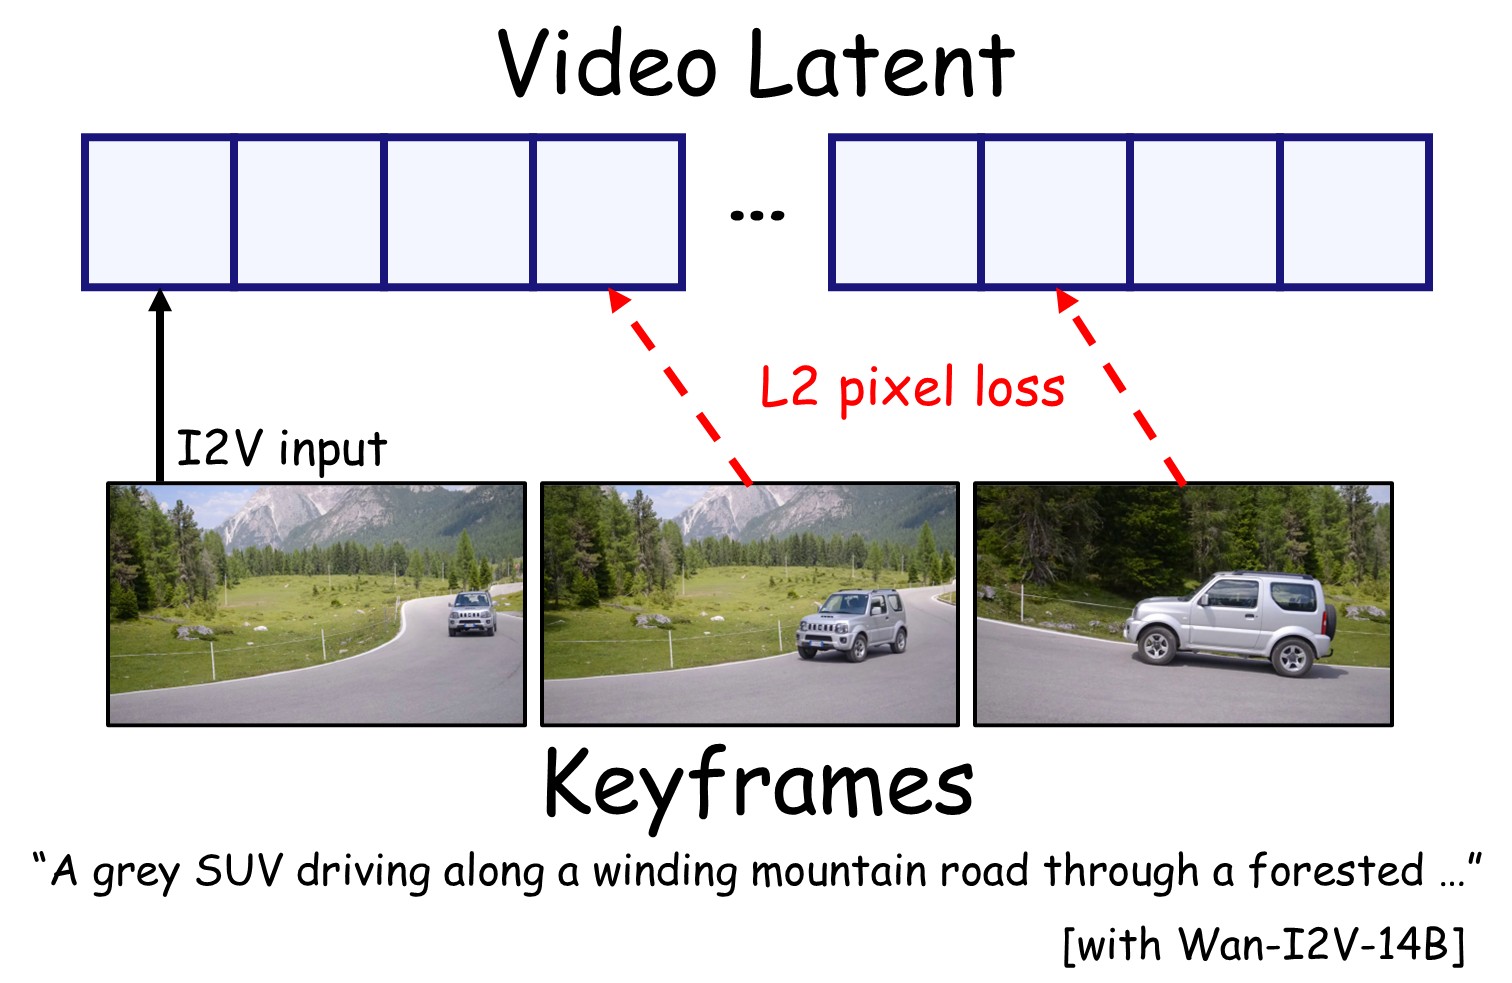 Video Latent
...
L2 pixel loss
I2V input
Keyframes
“A grey SUV driving along a winding mountain road through a forested ...”
[with Wan-I2V-14B]